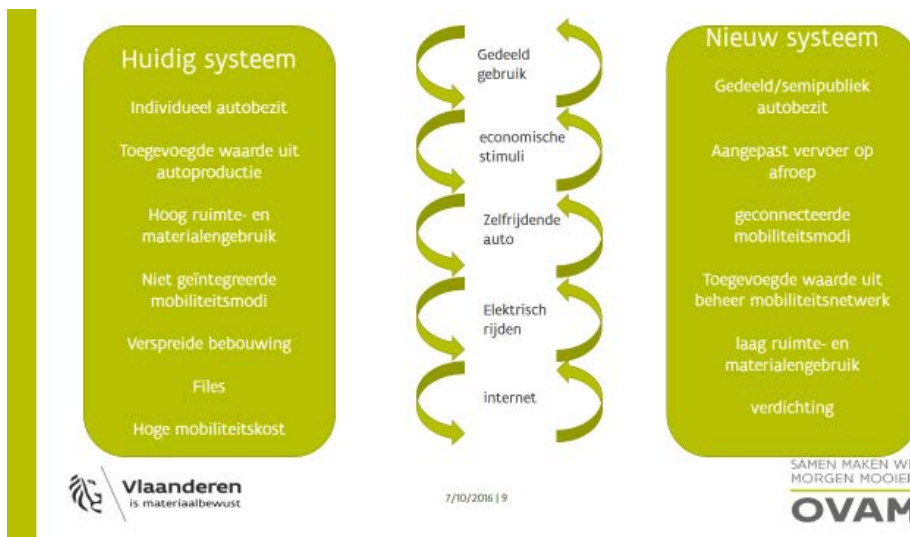 Huidig systeem
Individueel autobezit
Toegevoegde waarde uit
autoproductie
Hoog ruimte- en
materialengebruik
Niet geïntegreerde
mobiliteitsmodi
Verspreide bebouwing
Files
Hoge mobiliteitskost
Gedeeld
gebruik
economische
stimuli
Zelfrijdende
auto
Elektrisch
rijden
internet
Nieuw systeem
Gedeeld/semipubliek
autobezit
Aangepast vervoer op
afroep
geconnecteerde
mobiliteitsmodi
Toegevoegde waarde uit
beheer mobiliteitsnetwerk
laag ruimte- en
materialengebruik
verdichting
Vlaanderen
is materiaalbewust
7/10/2016 | 9
SAMEN MAKEN WE
MORGEN MOOIER
OVAM